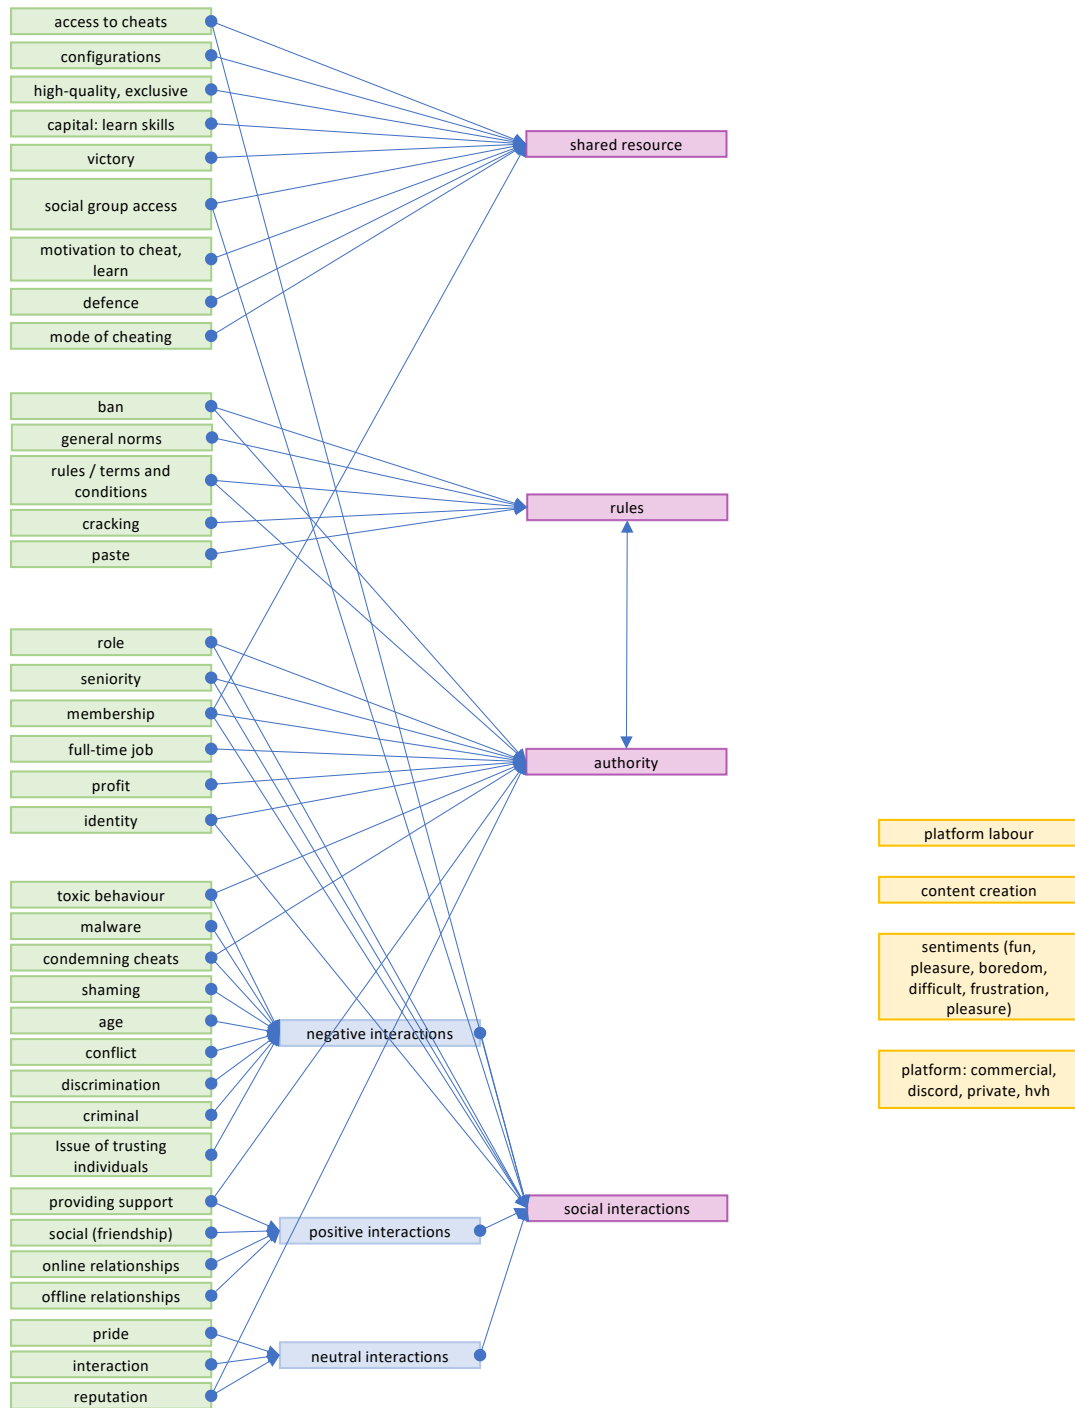 access to cheats
configurations
high-quality, exclusive
capital: learn skills
victory
social group access
motivation to cheat,
learn
defence
mode of cheating
shared resource
ban
general norms
rules / terms and
conditions
cracking
paste
rules
role
seniority
membership
full-time job
profit
identity
authority
toxic behaviour
malware
condemning cheats
shaming
age
conflict
discrimination
criminal
Issue of trusting
individuals
negative interactions
providing support
social (friendship)
online relationships
offline relationships
positive interactions
pride
interaction
reputation
neutral interactions
social interactions
platform labour
content creation
sentiments (fun,
pleasure, boredom,
difficult, frustration,
pleasure)
platform: commercial,
discord, private, hvh